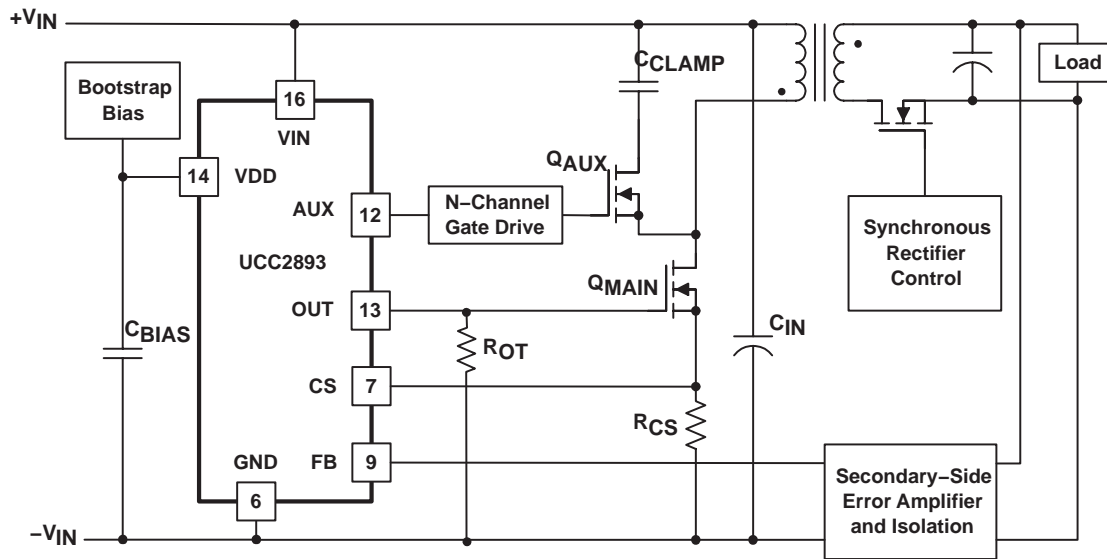 +VIN
Bootstrap
Bias
16
VIN
14
VDD
CCLAMP
QAUX
AUX
12
N−Channel
Gate Drive
UCC2893
QMAIN
OUT
13
CBIAS
ROT
CIN
CS
7
RCS
GND
FB
9
6
−VIN
Load
Synchronous
Rectifier
Control
Secondary−Side
Error Amplifier
and Isolation